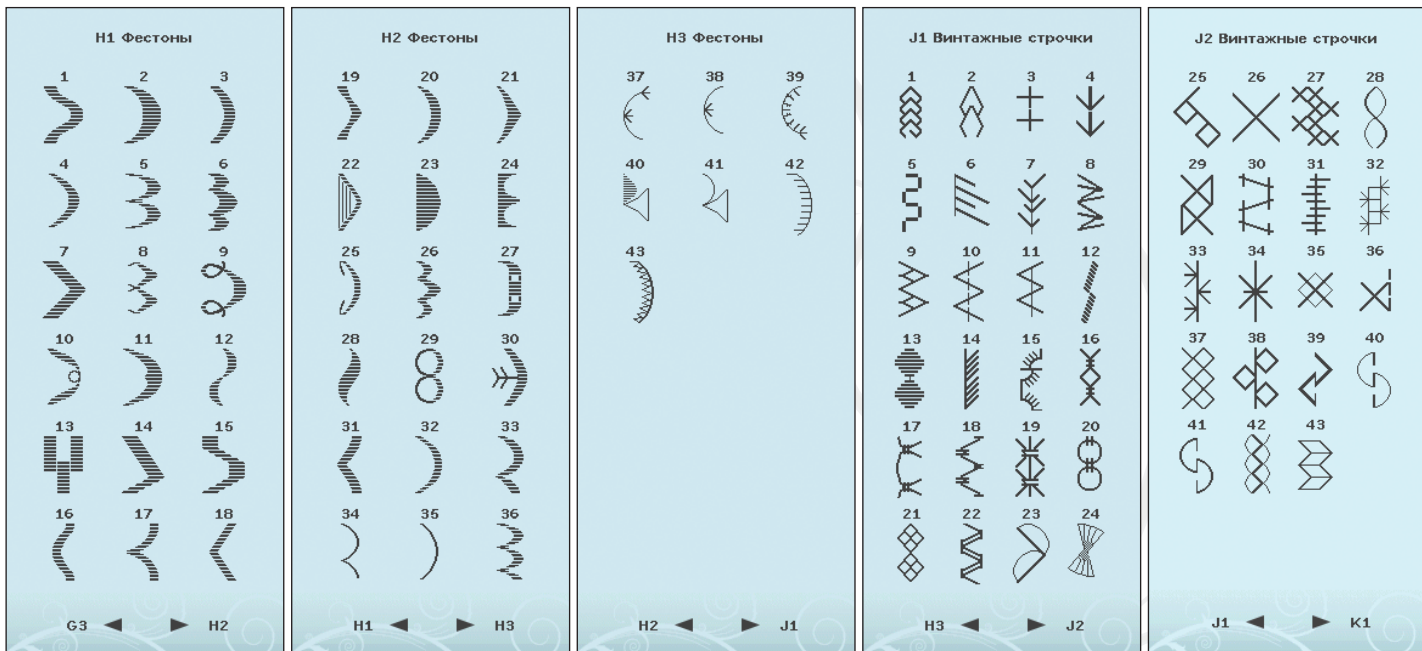 H1 Фестоны
1 2 3
4 5 6
7 8 9
10 11 12
13 14 15
16 17 18
G3 H2
H2 Фестоны
19 20 21
22 23 24
25 26 27
28 29 30
31 32 33
34 35 36
H1 H3
H3 Фестоны
37 38 39
40 41 42
43
H2 J1
J1 Винтажные строчки
1 2 3 4
5 6 7 8
9 10 11 12
13 14 15 16
17 18 19 20
21 22 23 24
H3 J2
J2 Винтажные строчки
25 26 27 28
29 30 31 32
33 34 35 36
37 38 39 40
41 42 43
J1 K1